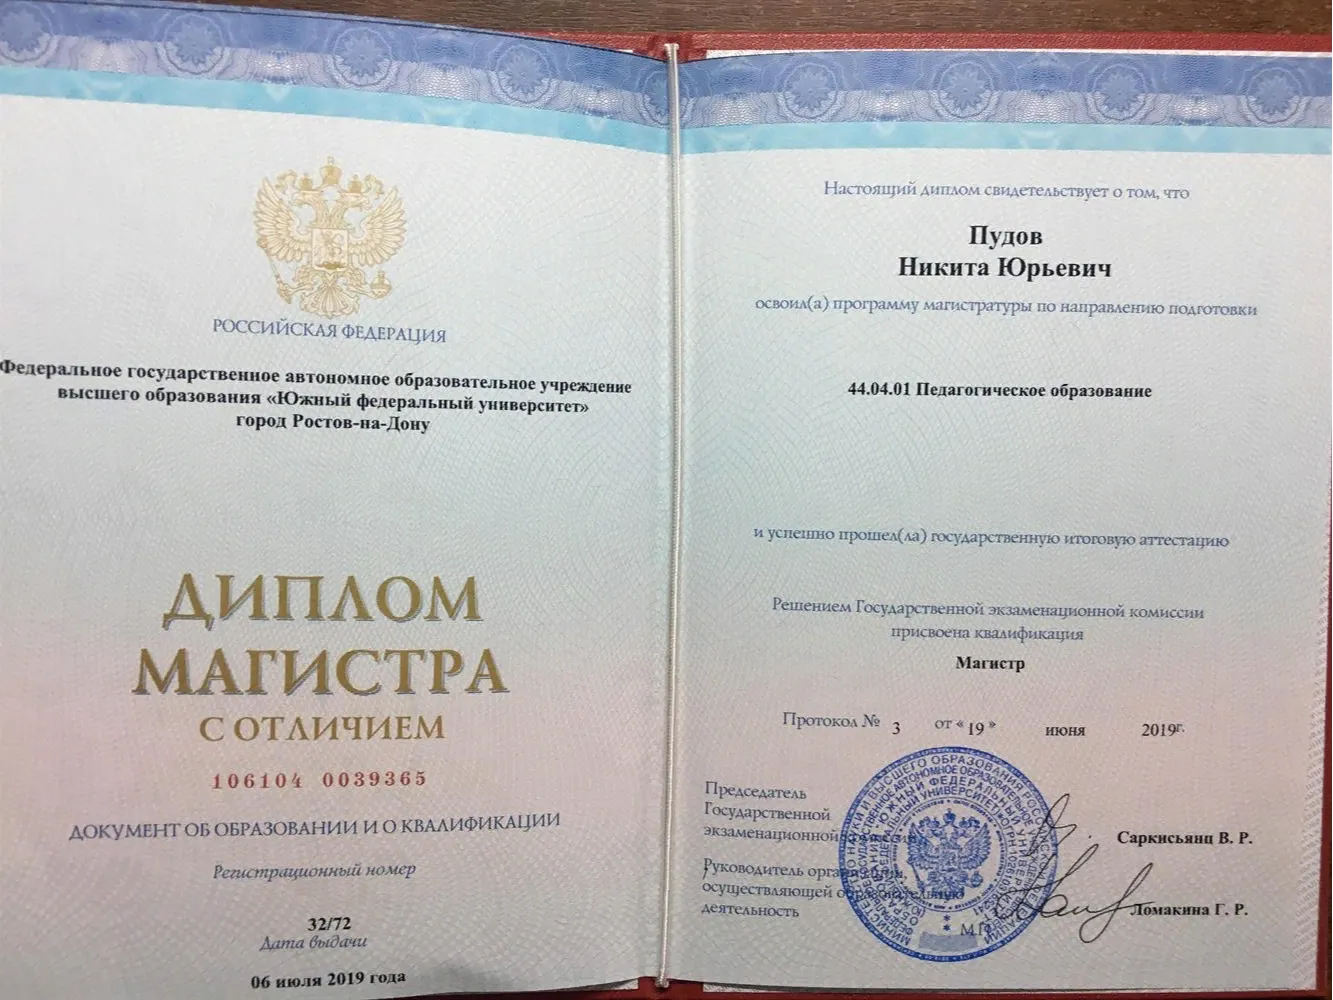 РОССИЙСКАЯ ФЕДЕРАЦИЯ
Федеральное государственное автономное образовательное учреждение
высшего образования «Южный федеральный университет»
город Ростов-на-Дону
ДИПЛОМ
МАГИСТРА
С ОТЛИЧИЕМ
106104 0039365
ДОКУМЕНТ ОБ ОБРАЗОВАНИИ И О КВАЛИФИКАЦИИ
Регистрационный номер
32/72
Дата выдачи
06 июля 2019 года
Настоящий диплом свидетельствует о том, что
Пудов
Никита Юрьевич
освоил(а) программу магистратуры по направлению подготовки
44.04.01 Педагогическое образование
и успешно прошел(ла) государственную итоговую аттестацию
Решением Государственной экзаменационной комиссии
присвоена квалификация
Магистр
Протокол № 3 от « 19 » июня 2019г.
Председатель
Государственной
экзаменационной
Саркисьянц В. Р.
Руководитель организации,
осуществляющей образовательную
деятельность
Ломакина Г. Р.
М.П.